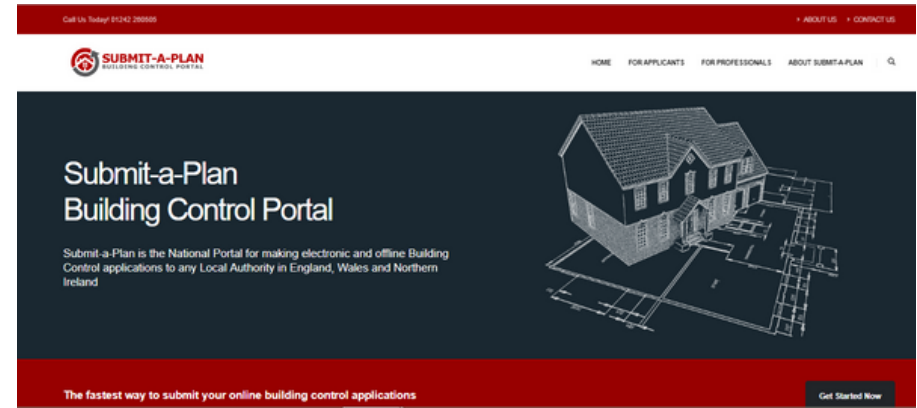 Call Us Today! 01242 260505
ABOUT US
CONTACT US
SUBMIT-A-PLAN
BUILDING CONTROL PORTAL
HOME
FOR APPLICANTS
FOR PROFESSIONALS
ABOUT SUBMIT-A-PLAN
Submit-a-Plan
Building Control Portal
Submit-a-Plan is the National Portal for making electronic and offline Building
Control applications to any Local Authority in England, Wales and Northern
Ireland
The fastest way to submit your online building control applications
Get Started Now